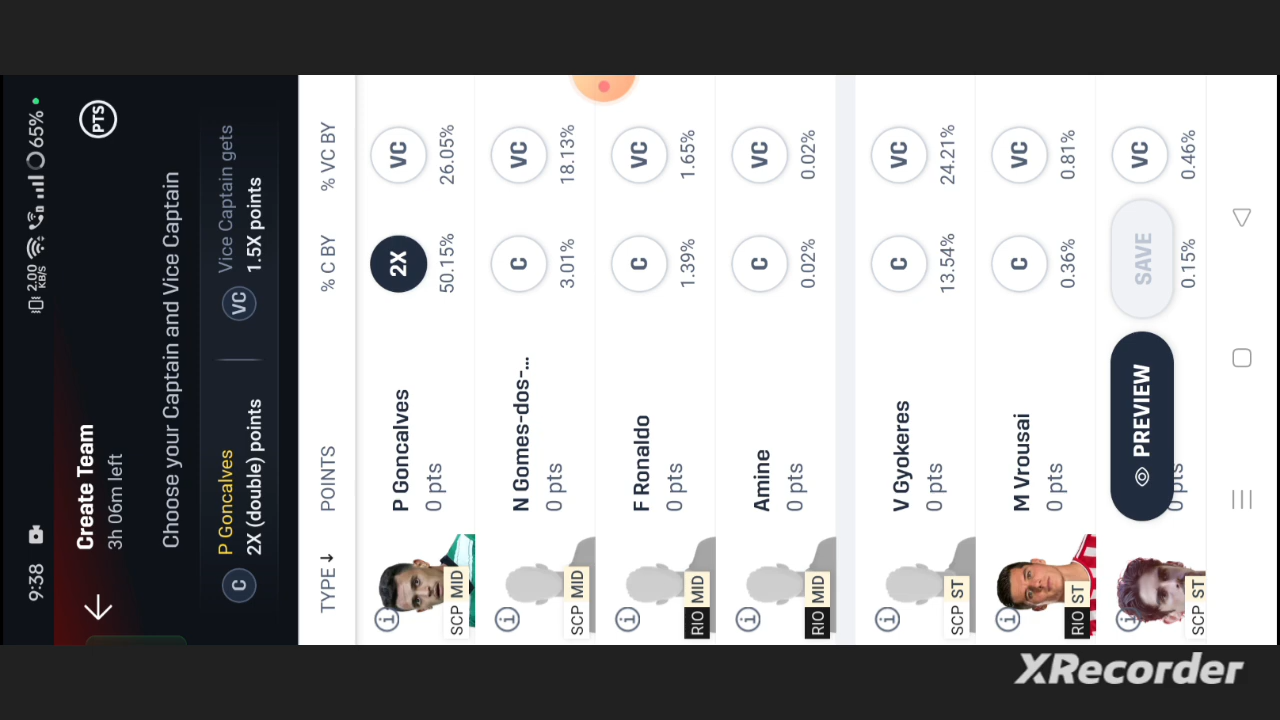 9:38
2.00 KB/S
65%
Create Team
3h 06m left
PTS
Choose your Captain and Vice Captain
C
P Goncalves
2X (double) points
VC
Vice Captain gets
1.5X points
TYPE ↓ POINTS % C BY % VC BY
P Goncalves
0 pts
SCP MID
2X
50.15%
VC
26.05%
N Gomes-dos-...
0 pts
SCP MID
C
3.01%
VC
18.13%
F Ronaldo
0 pts
RIO MID
C
1.39%
VC
1.65%
Amine
0 pts
RIO MID
C
0.02%
VC
0.02%
V Gyokeres
0 pts
SCP ST
C
13.54%
VC
24.21%
M Vrousai
0 pts
RIO ST
C
0.36%
VC
0.81%
0 pts
SCP ST
0.15%
VC
0.46%
PREVIEW
SAVE
XRecorder